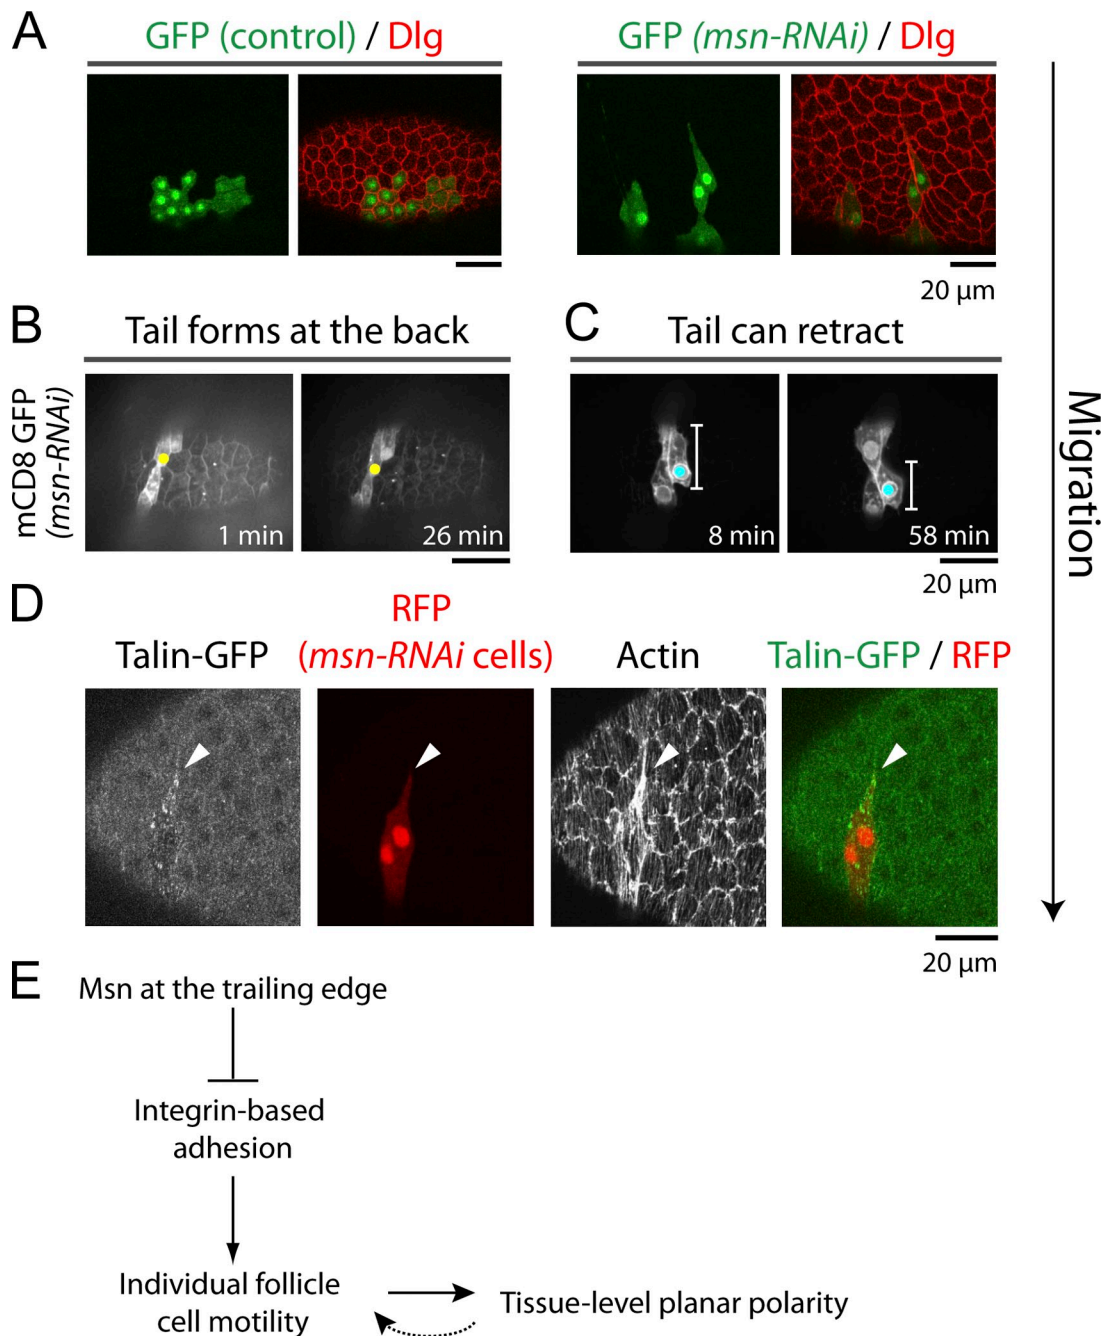 A
GFP (control) / Dlg
GFP (msn-RNAi) / Dlg
20 µm
B
Tail forms at the back
C
Tail can retract
mCD8 GFP
(msn-RNAi)
1 min
26 min
8 min
58 min
20 µm
Migration
D
Talin-GFP
RFP
(msn-RNAi cells)
Actin
Talin-GFP / RFP
20 µm
E
Msn at the trailing edge
Integrin-based
adhesion
Individual follicle
cell motility
Tissue-level planar polarity